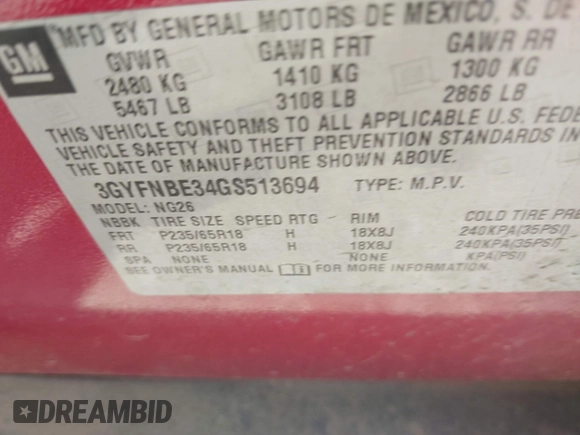 MFD BY GENERAL MOTORS DE MEXICO, S. DE
GM
GVWR GAWR FRT GAWR RR
2480 KG 1410 KG 1300 KG
5467 LB 3108 LB 2866 LB
THIS VEHICLE CONFORMS TO ALL APPLICABLE U.S. FEDE
VEHICLE SAFETY AND THEFT PREVENTION STANDARDS IN
THE DATE OF MANUFACTURE SHOWN ABOVE.
3GYFNBE34GS513694 TYPE: M.P.V.
MODEL: NG26
NBBK TIRE SIZE SPEED RTG RIM COLD TIRE PRE
FRT P235/65R18 H 18X8J 240KPA(35PSI)
RR P235/65R18 H 18X8J 240KPA(35PSI)
SPA NONE NONE KPA(PSI)
SEE OWNER'S MANUAL FOR MORE INFORMATION.
DREAMBID